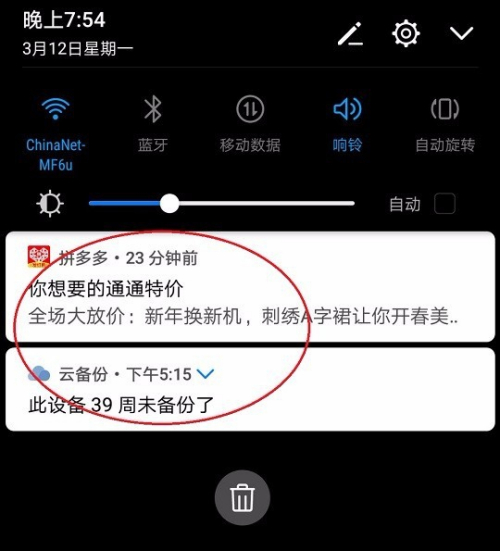 晚上7:54
3月12日星期一
ChinaNet-
MF6u
蓝牙
移动数据
响铃
自动旋转
自动
拼多多・23 分钟前
你想要的通通特价
全场大放价：新年换新机，刺绣A字裙让你开春美..
云备份・下午5:15
此设备 39 周未备份了